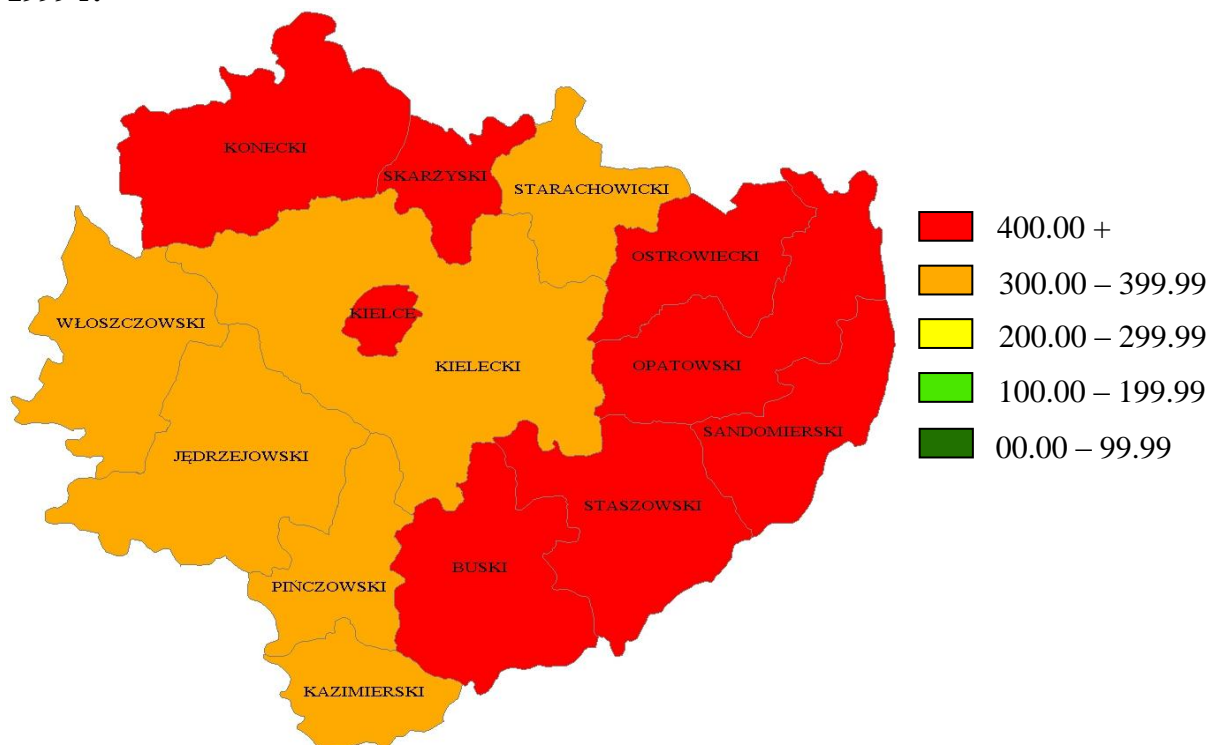 KONECKI
SKARŻYSKI
STARACHOWICKI
OSTROWIECKI
WŁOSZCZOWSKI
KIELCE
KIELECKI
OPATOWSKI
SANDOMIERSKI
JĘDRZEJOWSKI
STASZOWSKI
BUSKI
PIŃCZOWSKI
KAZIMIERSKI
400.00 +
300.00 – 399.99
200.00 – 299.99
100.00 – 199.99
00.00 – 99.99